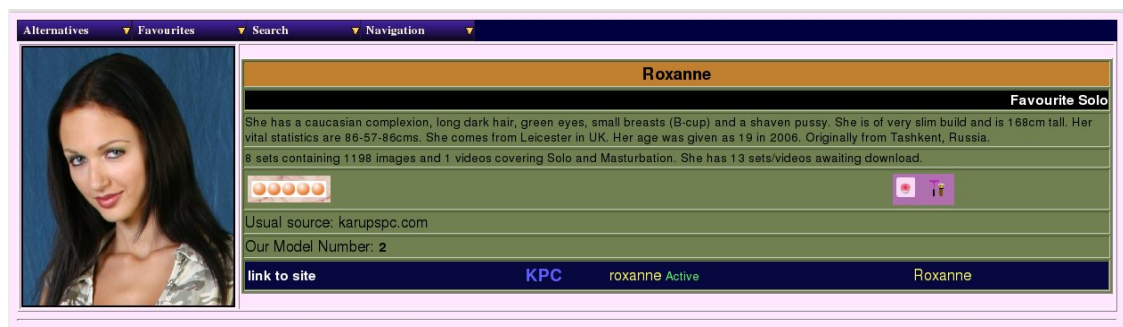 Alternatives Favourites Search Navigation
Roxanne
Favourite Solo
She has a caucasian complexion, long dark hair, green eyes, small breasts (B-cup) and a shaven pussy. She is of very slim build and is 168cm tall. Her
vital statistics are 86-57-86cms. She comes from Leicester in UK. Her age was given as 19 in 2006. Originally from Tashkent, Russia.
8 sets containing 1198 images and 1 videos covering Solo and Masturbation. She has 13 sets/videos awaiting download.
Usual source: karupspc.com
Our Model Number: 2
link to site KPC roxanne Active Roxanne